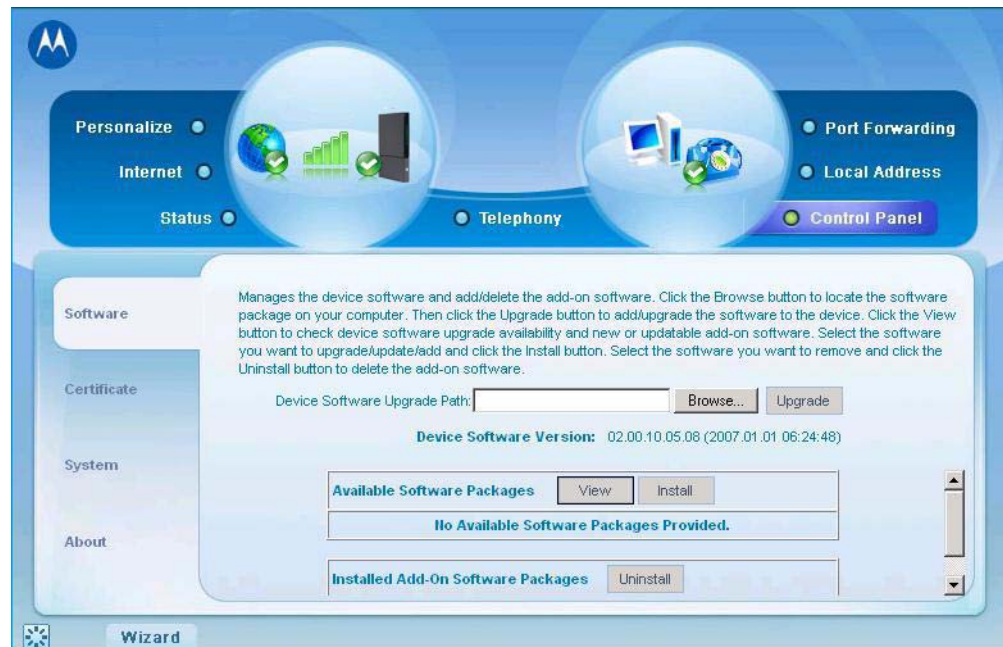 Personalize
Port Forwarding
Internet
Local Address
Status
Telephony
Control Panel
Software
Certificate
System
About
Manages the device software and add/delete the add-on software. Click the Browse button to locate the software
package on your computer. Then click the Upgrade button to add/upgrade the software to the device. Click the View
button to check device software upgrade availability and new or updatable add-on software. Select the software
you want to upgrade/update/add and click the Install button. Select the software you want to remove and click the
Uninstall button to delete the add-on software.
Device Software Upgrade Path: Browse... Upgrade
Device Software Version: 02.00.10.05.08 (2007.01.01 06:24:48)
Available Software Packages View Install
No Available Software Packages Provided.
Installed Add-On Software Packages Uninstall
Wizard